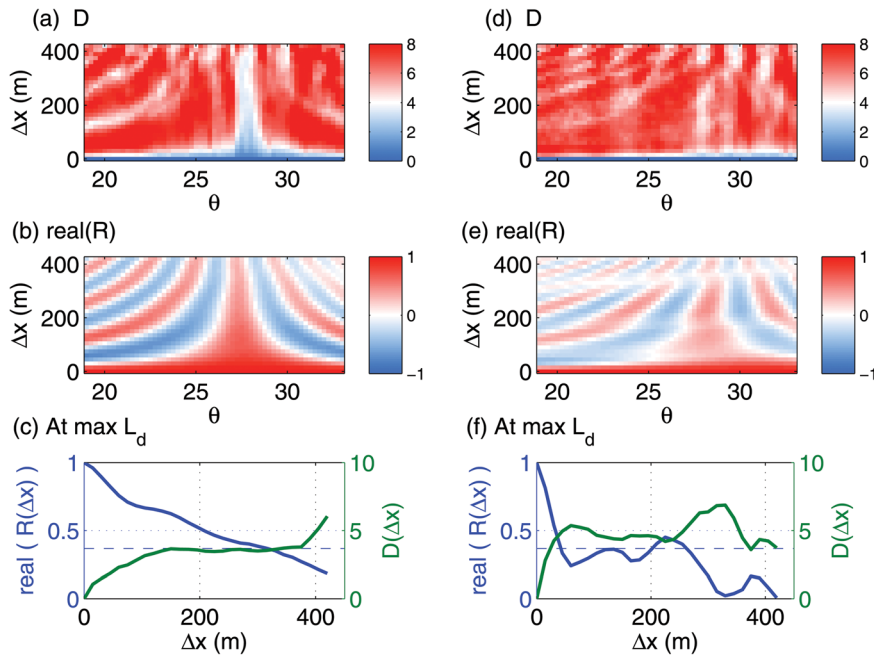 (a) D
Δx (m)
400
200
0
20
25
30
θ
8
6
4
2
0
(d) D
Δx (m)
400
200
0
20
25
30
θ
8
6
4
2
0
(b) real(R)
Δx (m)
400
200
0
20
25
30
θ
1
0
−1
(e) real(R)
Δx (m)
400
200
0
20
25
30
θ
1
0
−1
(c) At max L_d
real ( R(Δx) )
1
0.5
0
0
200
400
Δx (m)
10
5
0
D(Δx)
(f) At max L_d
real ( R(Δx) )
1
0.5
0
0
200
400
Δx (m)
10
5
0
D(Δx)